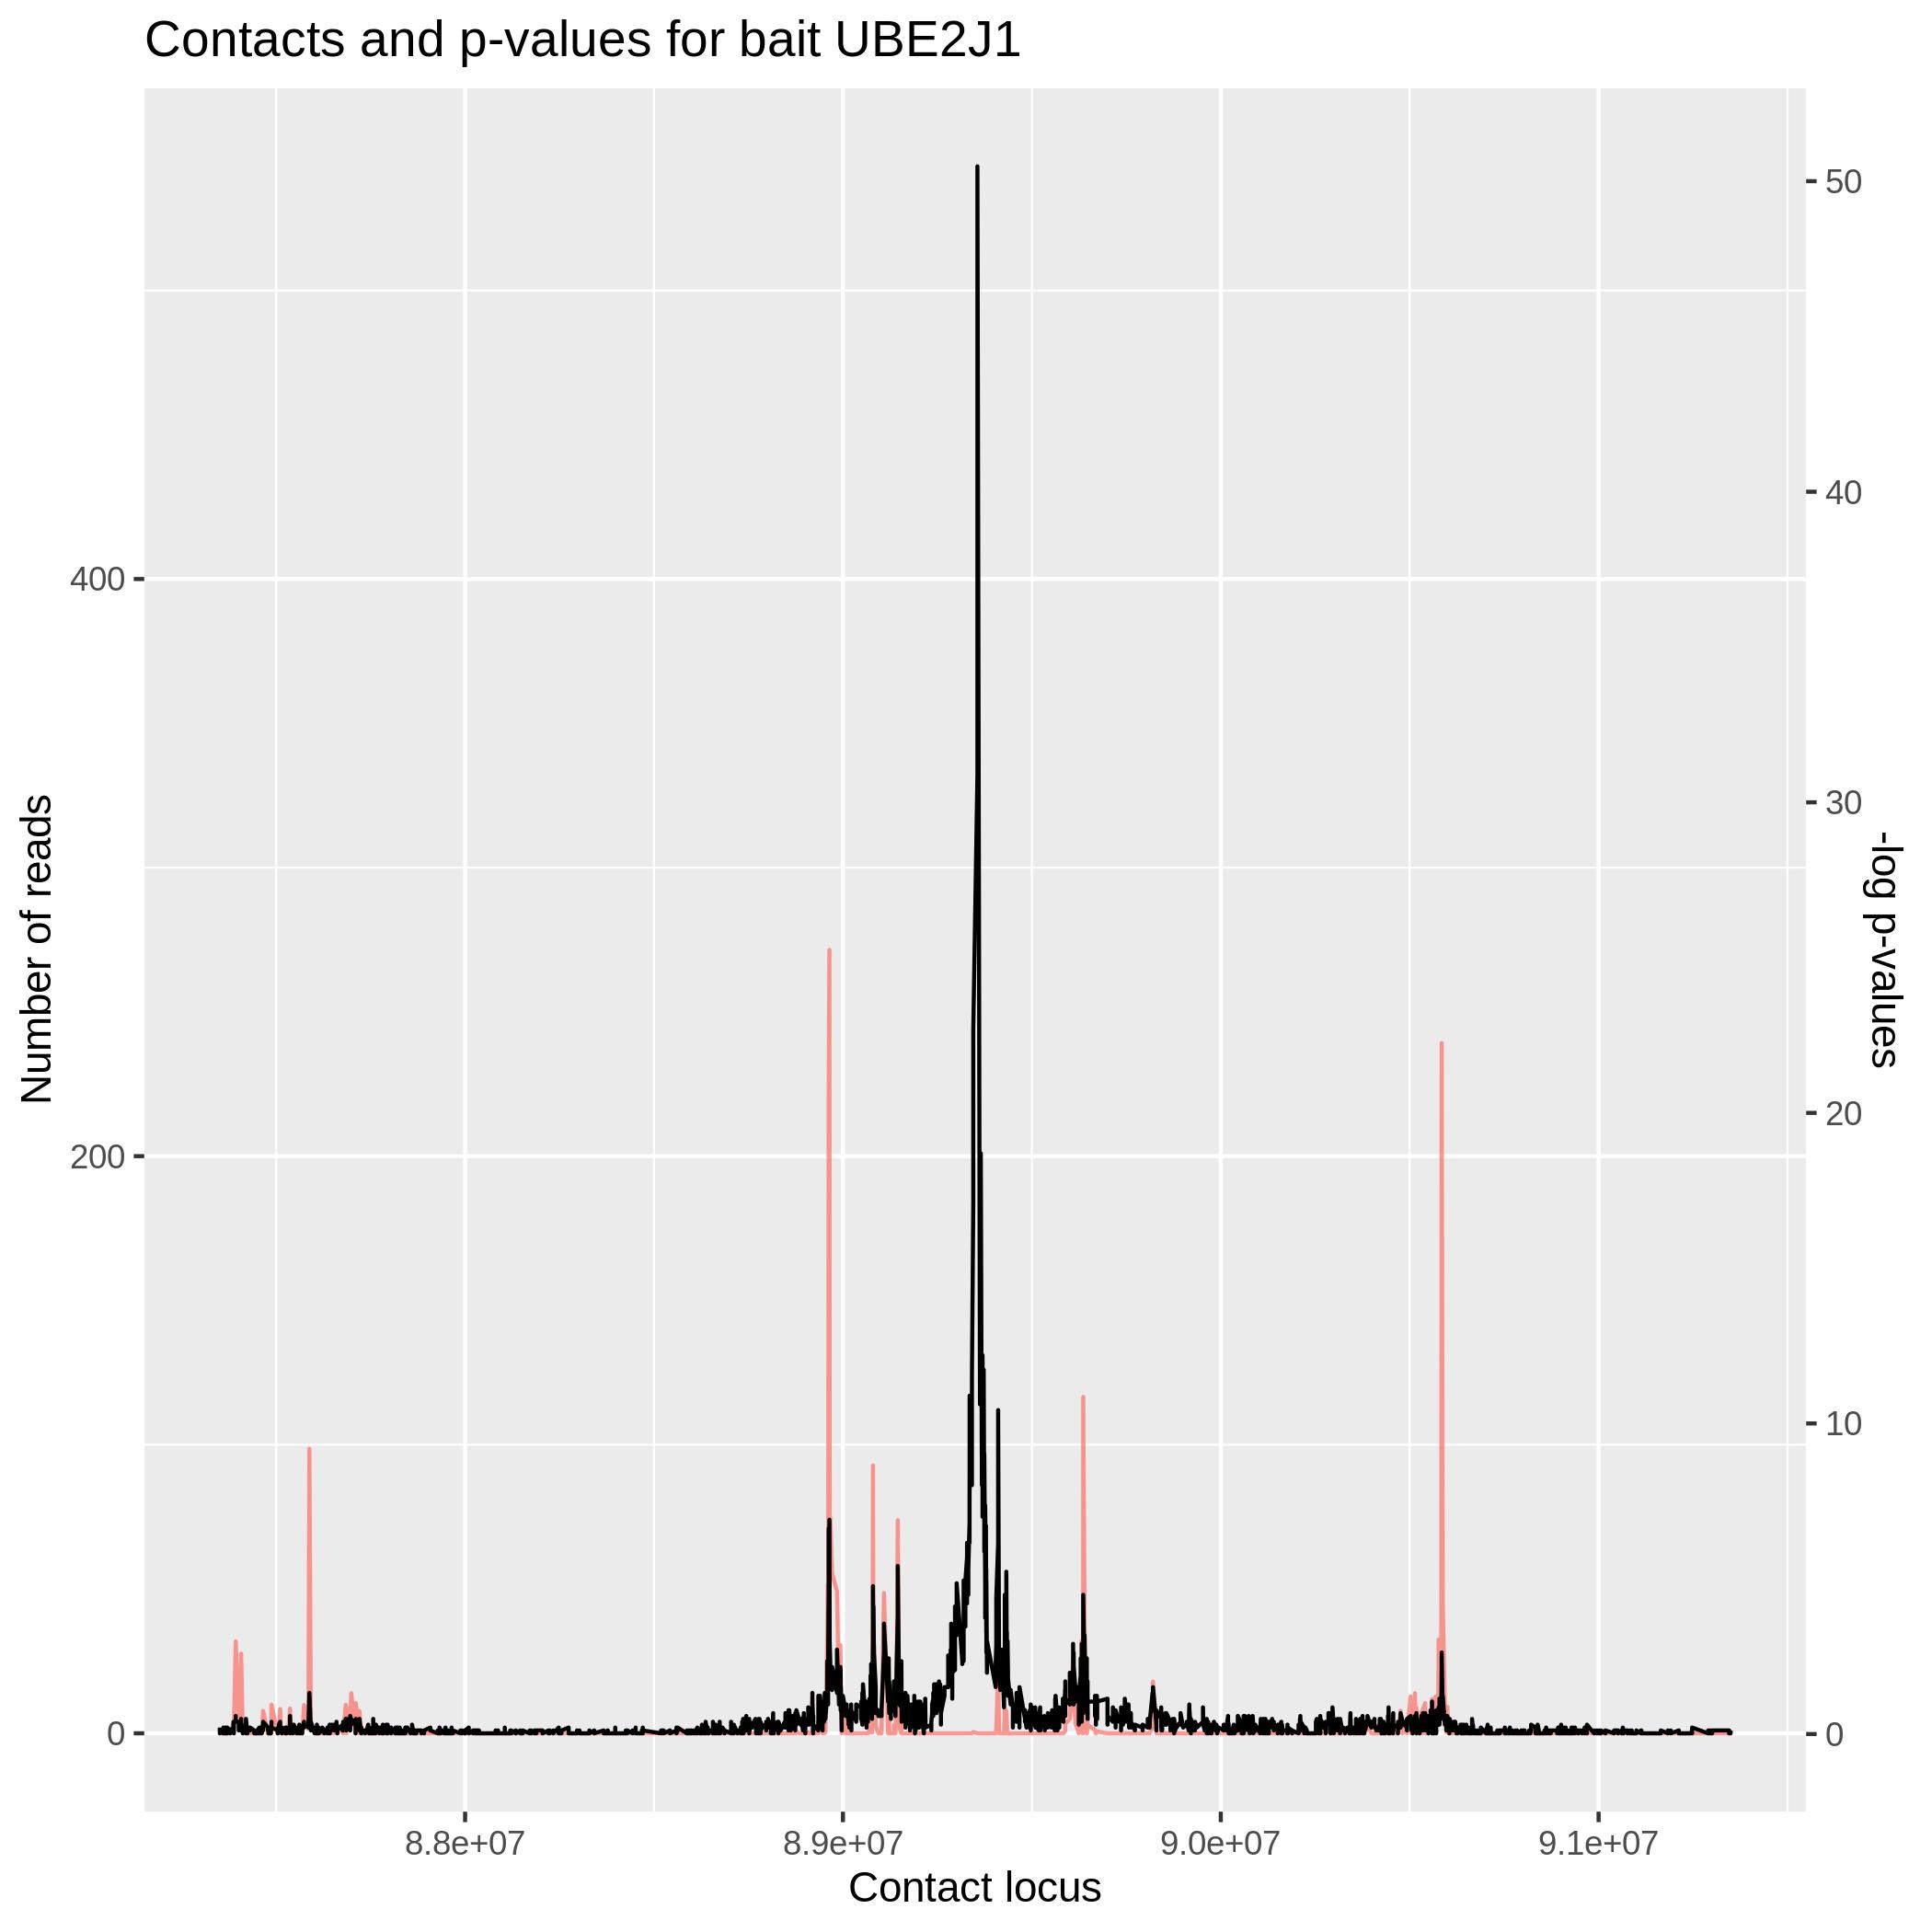 Contacts and p-values for bait UBE2J1
Number of reads
400
200
0
50
40
30
20
10
0
-log p-values
8.8e+07
8.9e+07
9.0e+07
9.1e+07
Contact locus